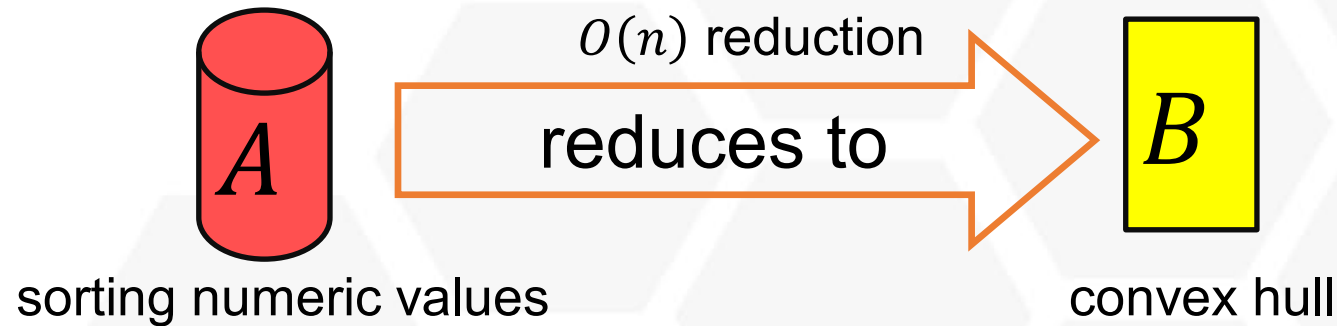 O(n) reduction
A
reduces to
B
sorting numeric values
convex hull